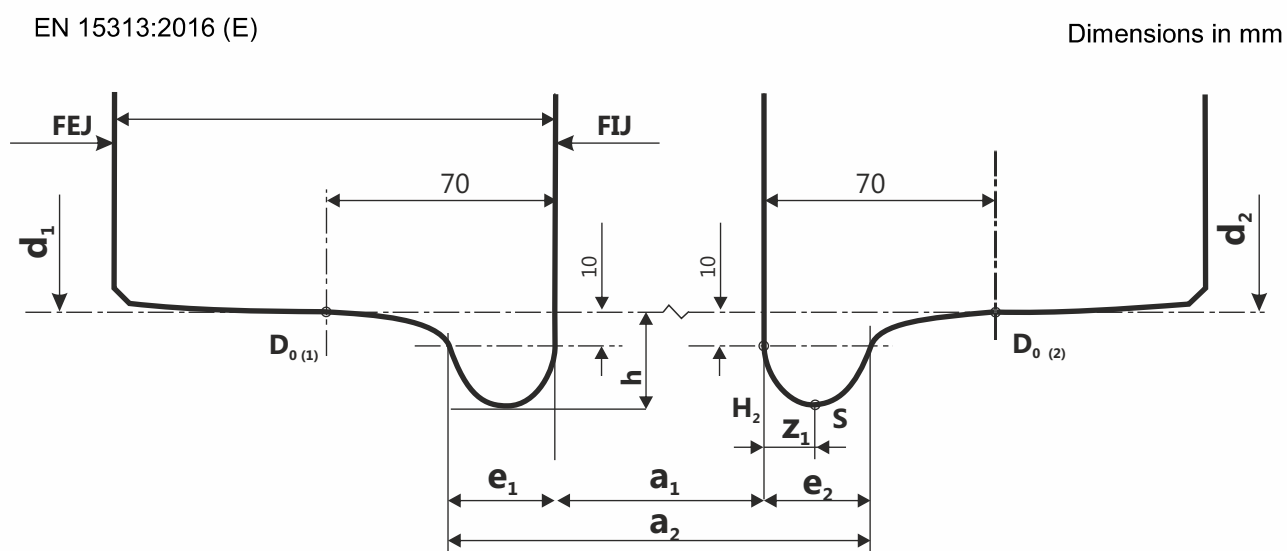 EN 15313:2016 (E)
Dimensions in mm
FEJ
FIJ
70
70
d₁
10
10
d₂
D₀ ₍₁₎
D₀ ₍₂₎
h
H₂
S
z₁
e₁
a₁
e₂
a₂